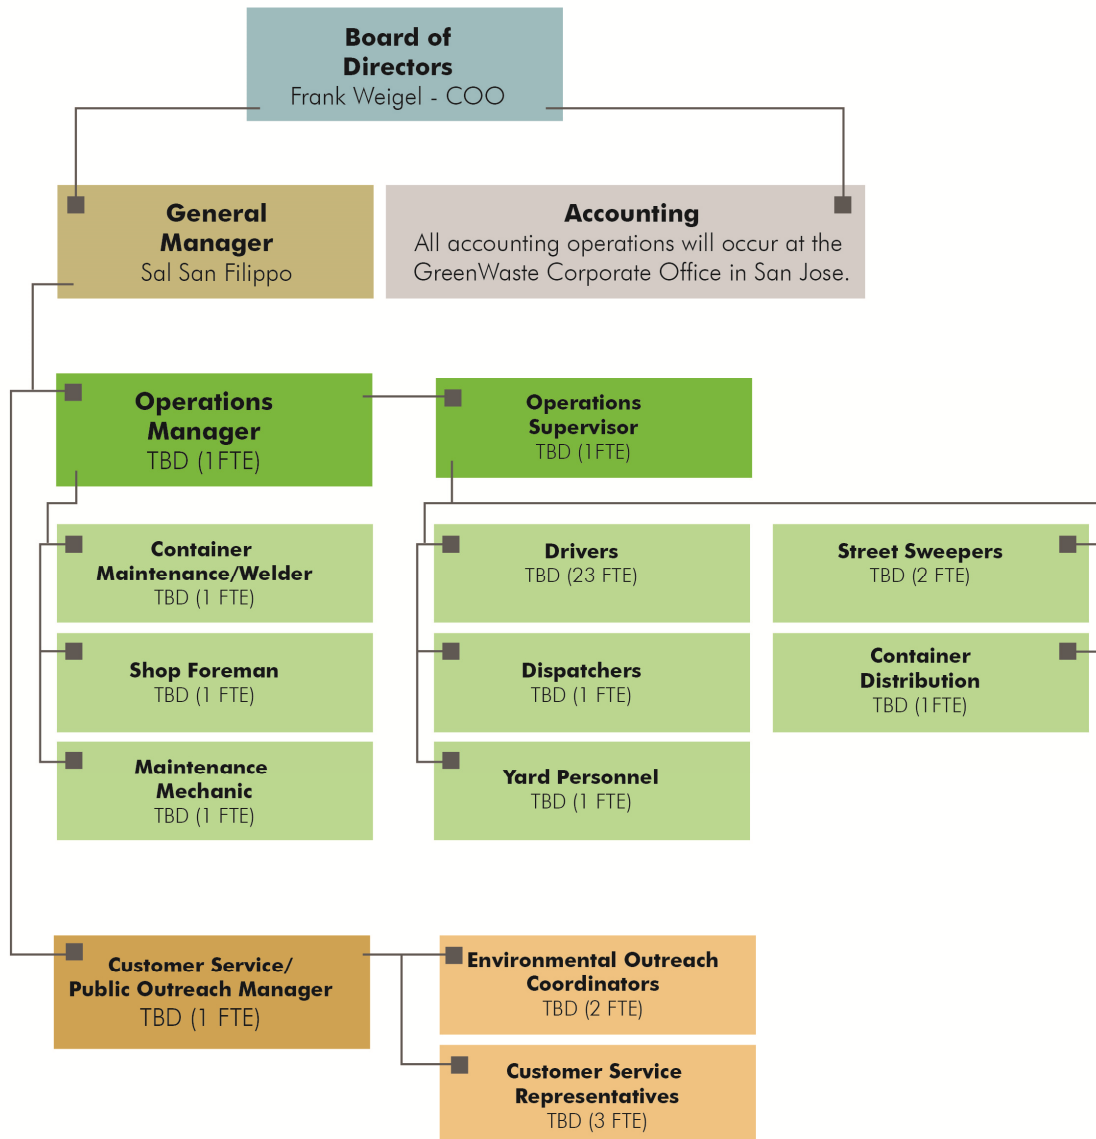 Board of
Directors
Frank Weigel - COO
General
Manager
Sal San Filippo
Accounting
All accounting operations will occur at the
GreenWaste Corporate Office in San Jose.
Operations
Manager
TBD (1FTE)
Operations
Supervisor
TBD (1FTE)
Container
Maintenance/Welder
TBD (1 FTE)
Drivers
TBD (23 FTE)
Street Sweepers
TBD (2 FTE)
Shop Foreman
TBD (1 FTE)
Dispatchers
TBD (1 FTE)
Container
Distribution
TBD (1FTE)
Maintenance
Mechanic
TBD (1 FTE)
Yard Personnel
TBD (1 FTE)
Customer Service/
Public Outreach Manager
TBD (1 FTE)
Environmental Outreach
Coordinators
TBD (2 FTE)
Customer Service
Representatives
TBD (3 FTE)